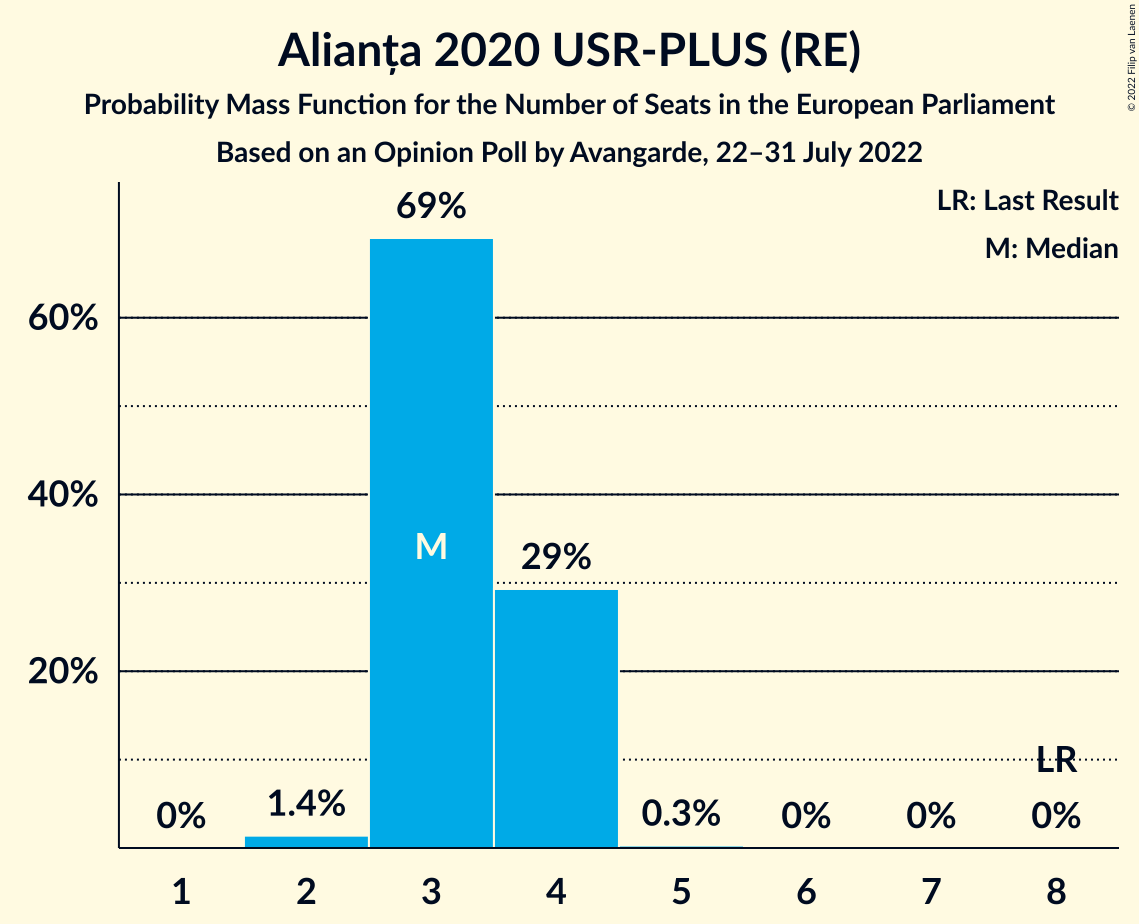 Alianța 2020 USR-PLUS (RE)
Probability Mass Function for the Number of Seats in the European Parliament
Based on an Opinion Poll by Avangarde, 22–31 July 2022
© 2022 Filip van Laenen
LR: Last Result
M: Median
69%
60%
40%
M
29%
20%
LR
0%
1.4%
0.3%
0%
0%
0%
1 2 3 4 5 6 7 8